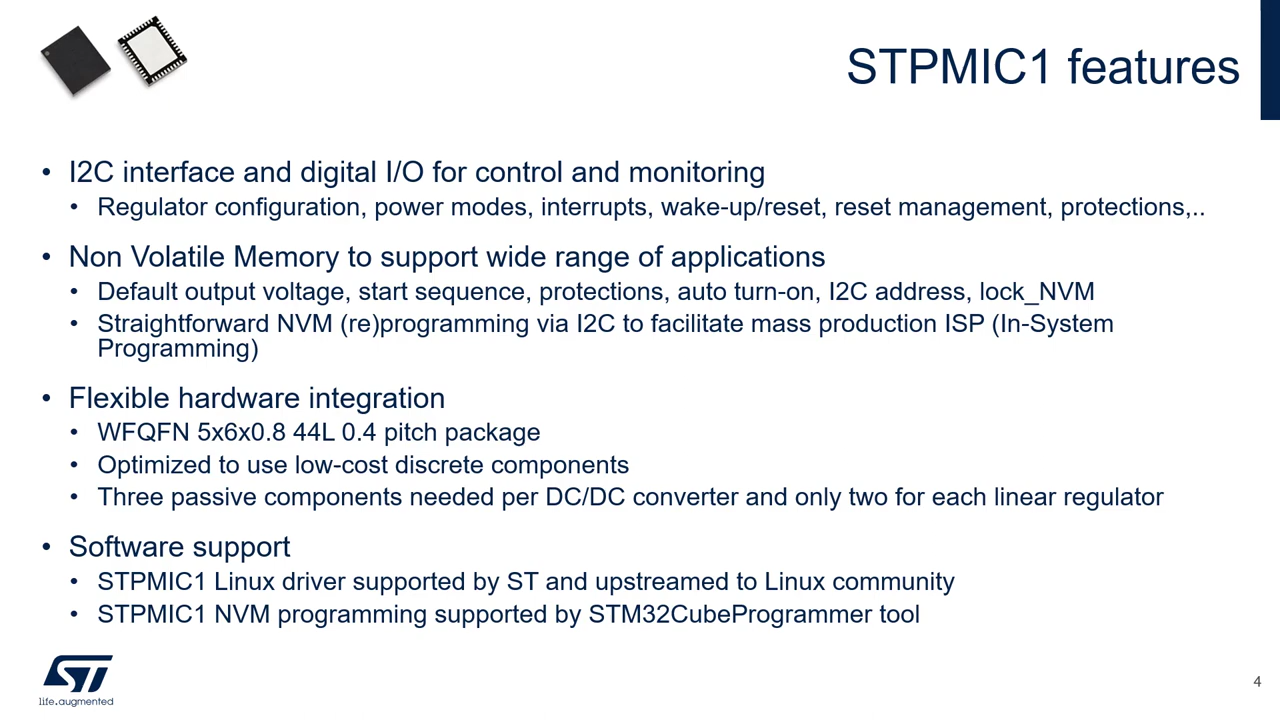 STPMIC1 features
• I2C interface and digital I/O for control and monitoring
• Regulator configuration, power modes, interrupts, wake-up/reset, reset management, protections,..
• Non Volatile Memory to support wide range of applications
• Default output voltage, start sequence, protections, auto turn-on, I2C address, lock_NVM
• Straightforward NVM (re)programming via I2C to facilitate mass production ISP (In-System
Programming)
• Flexible hardware integration
• WFQFN 5x6x0.8 44L 0.4 pitch package
• Optimized to use low-cost discrete components
• Three passive components needed per DC/DC converter and only two for each linear regulator
• Software support
• STPMIC1 Linux driver supported by ST and upstreamed to Linux community
• STPMIC1 NVM programming supported by STM32CubeProgrammer tool
ST
life.augmented
4